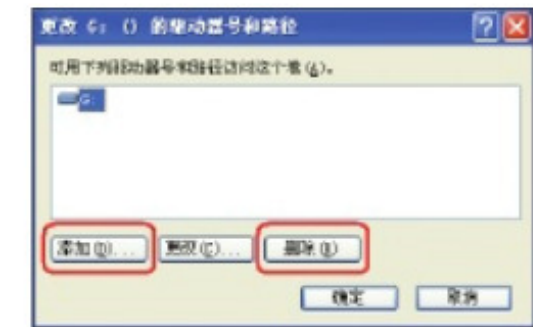 更改 G: () 的驱动器号和路径
可用下列驱动器号和路径访问这个卷(A)。
G:
添加(D)... 更改(C)... 删除(R)
确定 取消